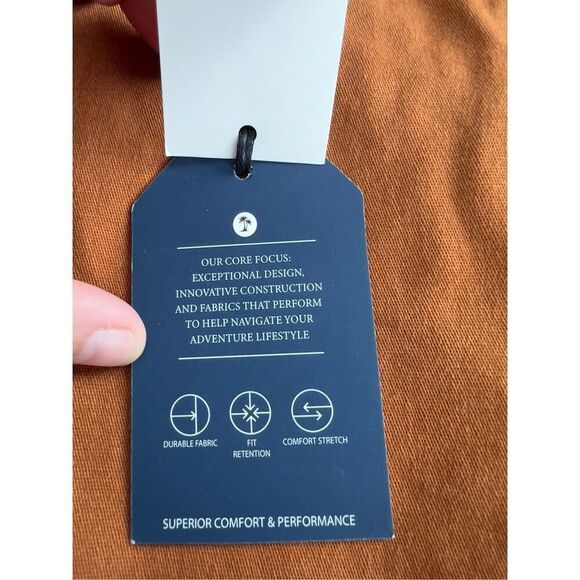 OUR CORE FOCUS:
EXCEPTIONAL DESIGN,
INNOVATIVE CONSTRUCTION
AND FABRICS THAT PERFORM
TO HELP NAVIGATE YOUR
ADVENTURE LIFESTYLE
DURABLE FABRIC
FIT
RETENTION
COMFORT STRETCH
SUPERIOR COMFORT & PERFORMANCE